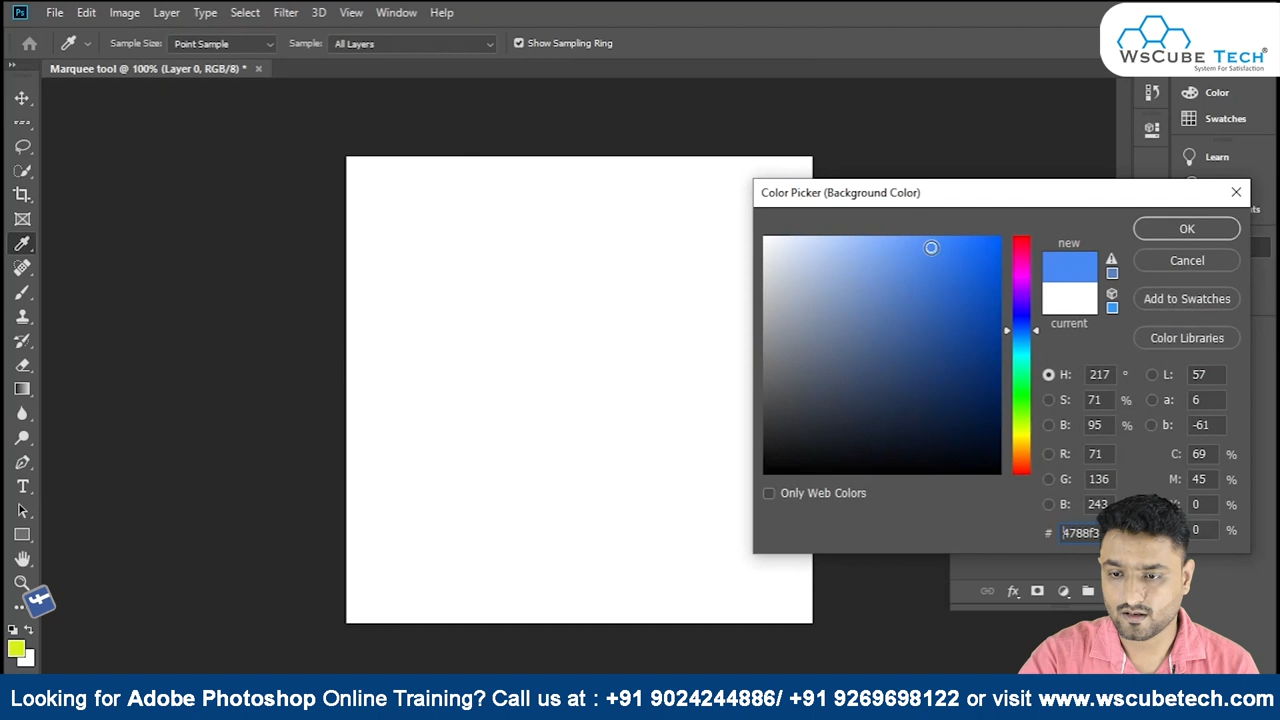 Ps File Edit Image Layer Type Select Filter 3D View Window Help
Sample Size: Point Sample Sample: All Layers Show Sampling Ring
WsCube Tech®
System For Satisfaction
Marquee tool @ 100% (Layer 0, RGB/8) *
Color
Swatches
Learn
Color Picker (Background Color)
OK
new
Cancel
Add to Swatches
current
Color Libraries
H: 217 ° L: 57
S: 71 % a: 6
B: 95 % b: -61
R: 71 C: 69 %
G: 136 M: 45 %
Only Web Colors
B: 243 0 %
# 4788f3 0 %
fx
T
Looking for Adobe Photoshop Online Training? Call us at : +91 9024244886/ +91 9269698122 or visit www.wscubetech.com